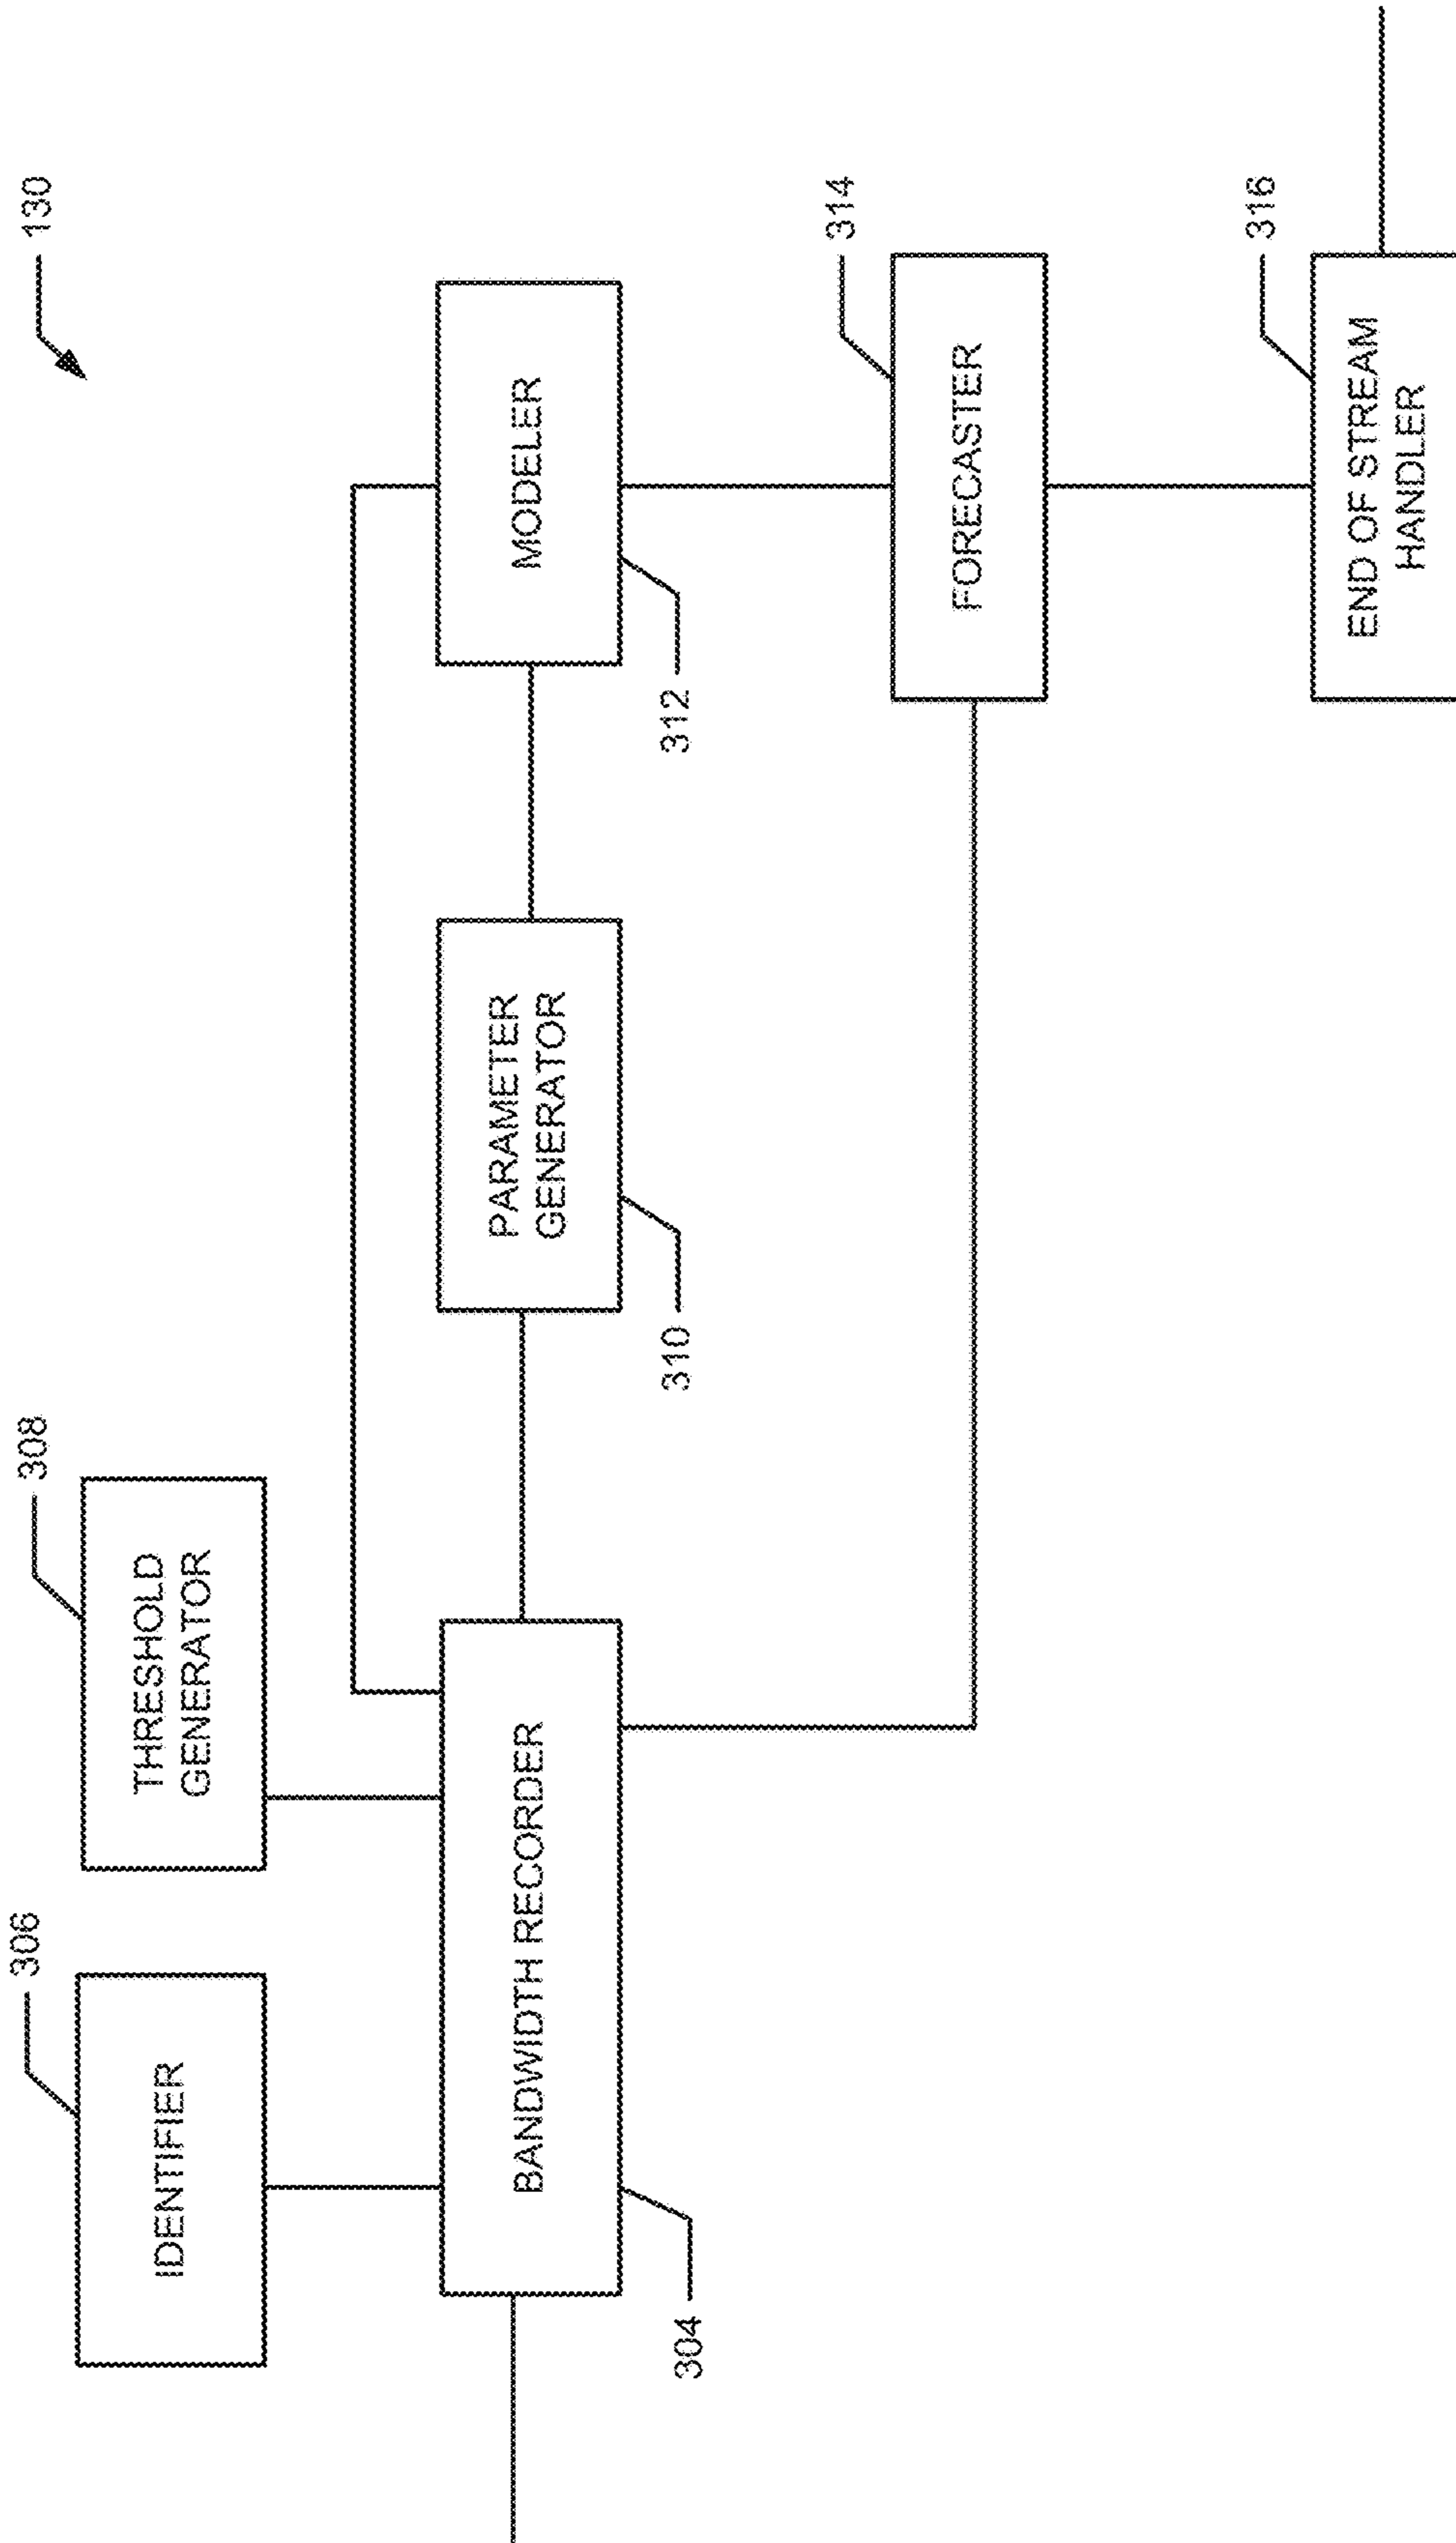 130
306
308
IDENTIFIER
THRESHOLD
GENERATOR
BANDWIDTH RECORDER
PARAMETER
GENERATOR
MODELER
304
310
312
314
FORECASTER
316
END OF STREAM
HANDLER